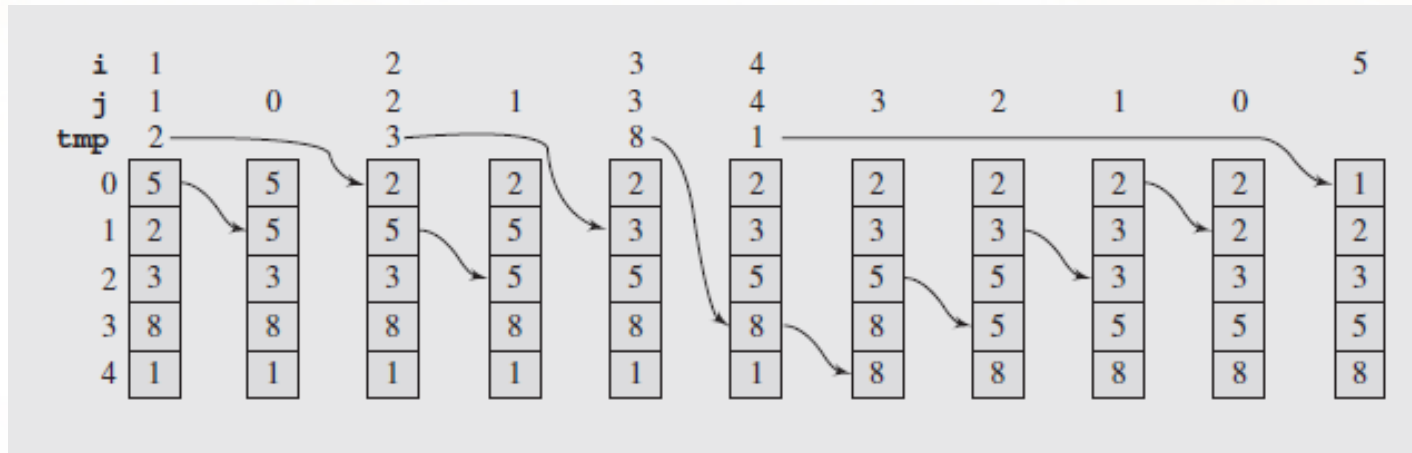 i 1 2 3 4 5
j 1 0 2 1 3 4 3 2 1 0
tmp 2 3 8 1
0 5 5 2 2 2 2 2 2 2 2 1
1 2 5 5 5 3 3 3 3 3 2 2
2 3 3 3 5 5 5 5 5 3 3 3
3 8 8 8 8 8 8 8 5 5 5 5
4 1 1 1 1 1 1 8 8 8 8 8